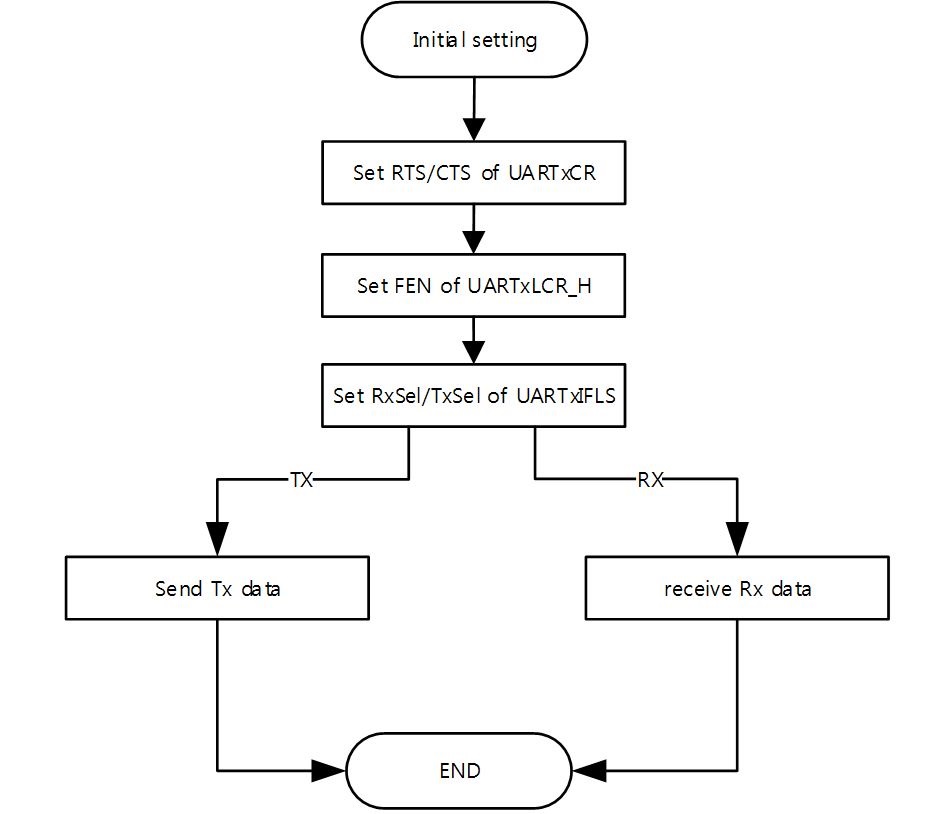 Initial setting
Set RTS/CTS of UARTxCR
Set FEN of UARTxLCR_H
Set RxSel/TxSel of UARTxIFLS
TX
RX
Send Tx data
receive Rx data
END